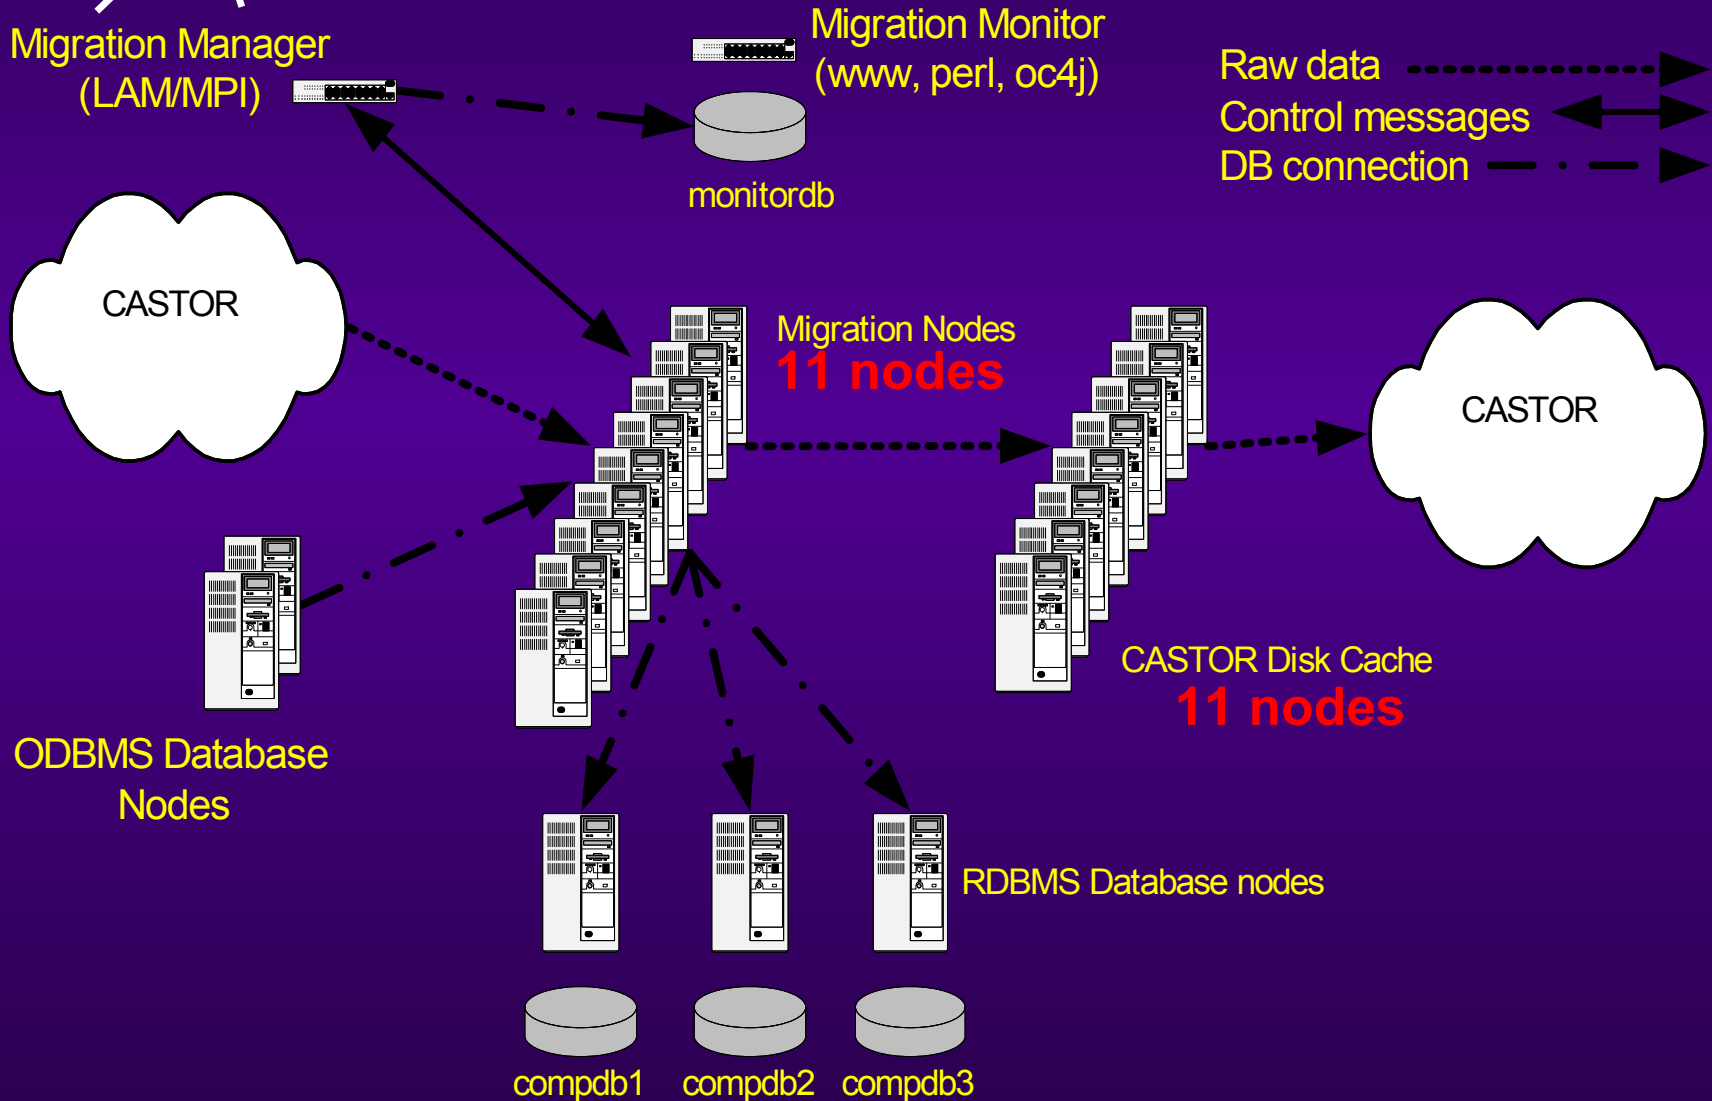 Migration Manager
(LAM/MPI)
Migration Monitor
(www, perl, oc4j)
monitordb
Raw data
Control messages
DB connection
CASTOR
Migration Nodes
11 nodes
CASTOR
CASTOR Disk Cache
11 nodes
ODBMS Database
Nodes
RDBMS Database nodes
compdb1
compdb2
compdb3